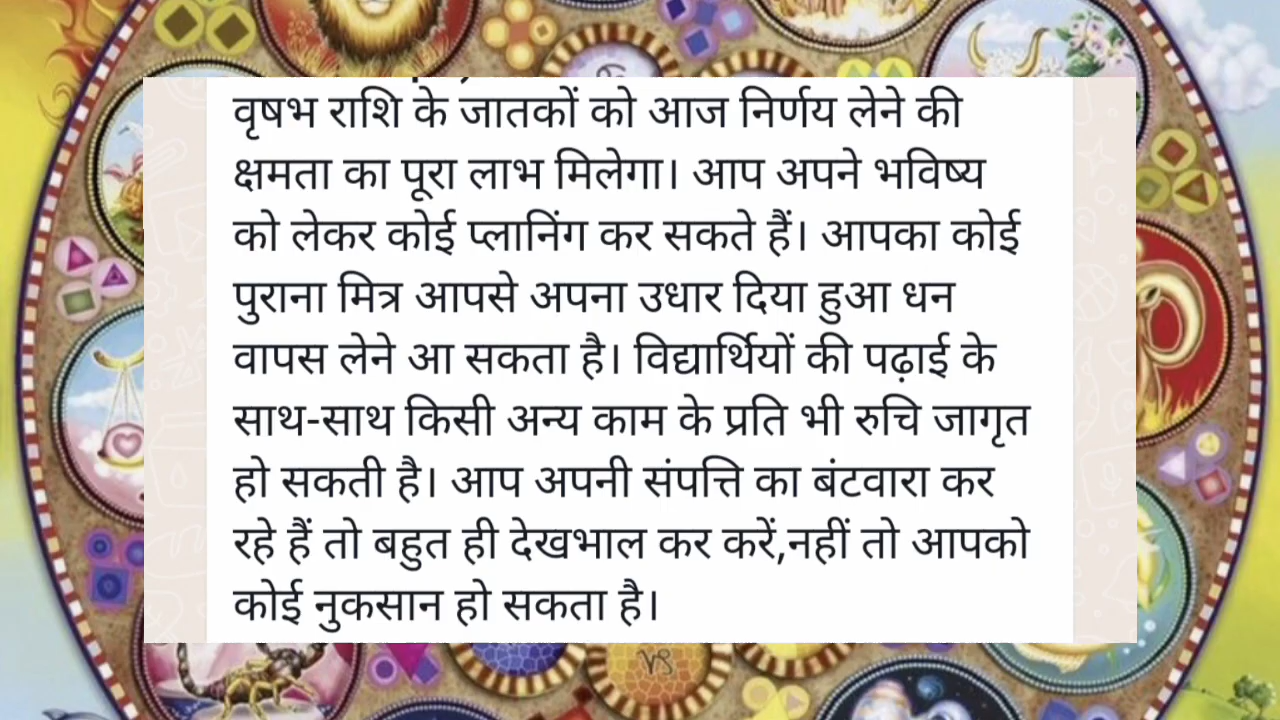 वृषभ राशि के जातकों को आज निर्णय लेने की
क्षमता का पूरा लाभ मिलेगा। आप अपने भविष्य
को लेकर कोई प्लानिंग कर सकते हैं। आपका कोई
पुराना मित्र आपसे अपना उधार दिया हुआ धन
वापस लेने आ सकता है। विद्यार्थियों की पढ़ाई के
साथ-साथ किसी अन्य काम के प्रति भी रुचि जागृत
हो सकती है। आप अपनी संपत्ति का बंटवारा कर
रहे हैं तो बहुत ही देखभाल कर करें,नहीं तो आपको
कोई नुकसान हो सकता है।